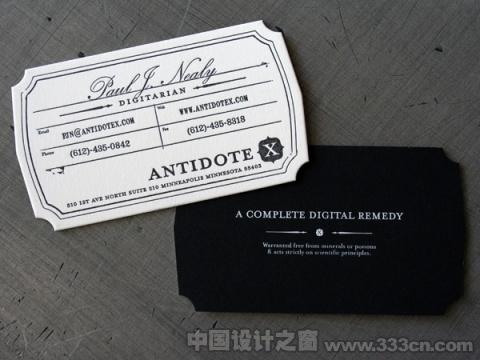 Paul J. Nealy
DIGITARIAN
Email PJN@ANTIDOTEX.COM Web WWW.ANTIDOTEX.COM
Phone (612)-435-0842 Fax (612)-435-8318
ANTIDOTE X
510 1ST AVE NORTH SUITE 210 MINNEAPOLIS MINNESOTA 55403
A COMPLETE DIGITAL REMEDY
X
Warranted free from minerals or poisons
& acts strictly on scientific principles.
中国设计之窗
www.333cn.com